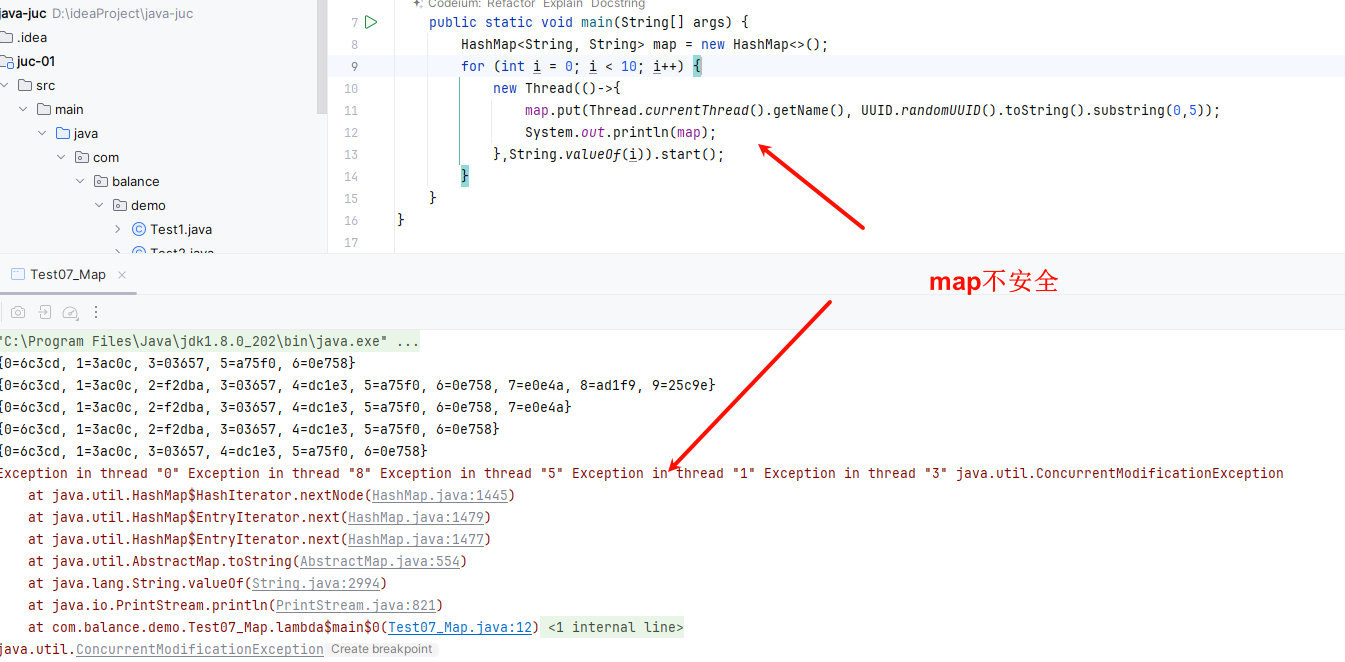 java-juc D:\ideaProject\java-juc
.idea
juc-01
src
main
java
com
balance
demo
Test1.java
Test2.java
Codeium: Refactor Explain Docstring
7 public static void main(String[] args) {
8 HashMap<String, String> map = new HashMap<>();
9 for (int i = 0; i < 10; i++) {
10 new Thread(()->{
11 map.put(Thread.currentThread().getName(), UUID.randomUUID().toString().substring(0,5));
12 System.out.println(map);
13 },String.valueOf(i)).start();
14 }
15 }
16 }
17
map不安全
Test07_Map ×
"C:\Program Files\Java\jdk1.8.0_202\bin\java.exe" ...
{0=6c3cd, 1=3ac0c, 3=03657, 5=a75f0, 6=0e758}
{0=6c3cd, 1=3ac0c, 2=f2dba, 3=03657, 4=dc1e3, 5=a75f0, 6=0e758, 7=e0e4a, 8=ad1f9, 9=25c9e}
{0=6c3cd, 1=3ac0c, 2=f2dba, 3=03657, 4=dc1e3, 5=a75f0, 6=0e758, 7=e0e4a}
{0=6c3cd, 1=3ac0c, 2=f2dba, 3=03657, 4=dc1e3, 5=a75f0, 6=0e758}
{0=6c3cd, 1=3ac0c, 3=03657, 4=dc1e3, 5=a75f0, 6=0e758}
Exception in thread "0" Exception in thread "8" Exception in thread "5" Exception in thread "1" Exception in thread "3" java.util.ConcurrentModificationException
at java.util.HashMap$HashIterator.nextNode(HashMap.java:1445)
at java.util.HashMap$EntryIterator.next(HashMap.java:1479)
at java.util.HashMap$EntryIterator.next(HashMap.java:1477)
at java.util.AbstractMap.toString(AbstractMap.java:554)
at java.lang.String.valueOf(String.java:2994)
at java.io.PrintStream.println(PrintStream.java:821)
at com.balance.demo.Test07_Map.lambda$main$0(Test07_Map.java:12) <1 internal line>
java.util.ConcurrentModificationException Create breakpoint